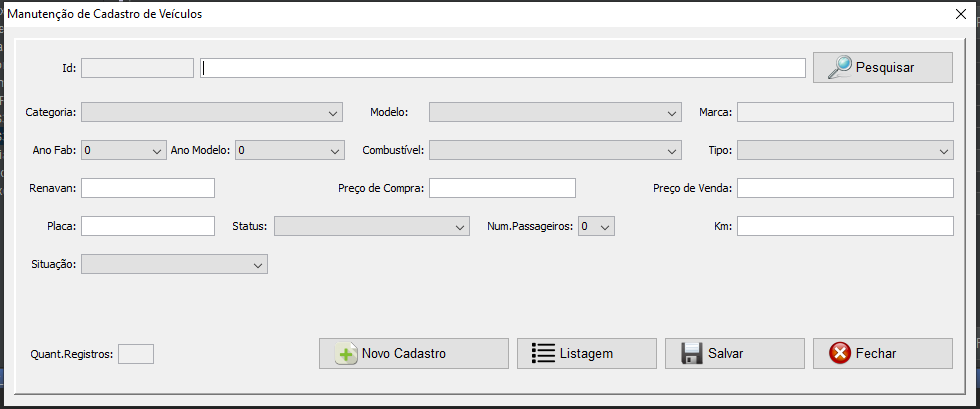 Manutenção de Cadastro de Veículos
Id: Pesquisar
Categoria: Modelo: Marca:
Ano Fab: 0 Ano Modelo: 0 Combustível: Tipo:
Renavan: Preço de Compra: Preço de Venda:
Placa: Status: Num.Passageiros: 0 Km:
Situação:
Quant.Registros: Novo Cadastro Listagem Salvar Fechar